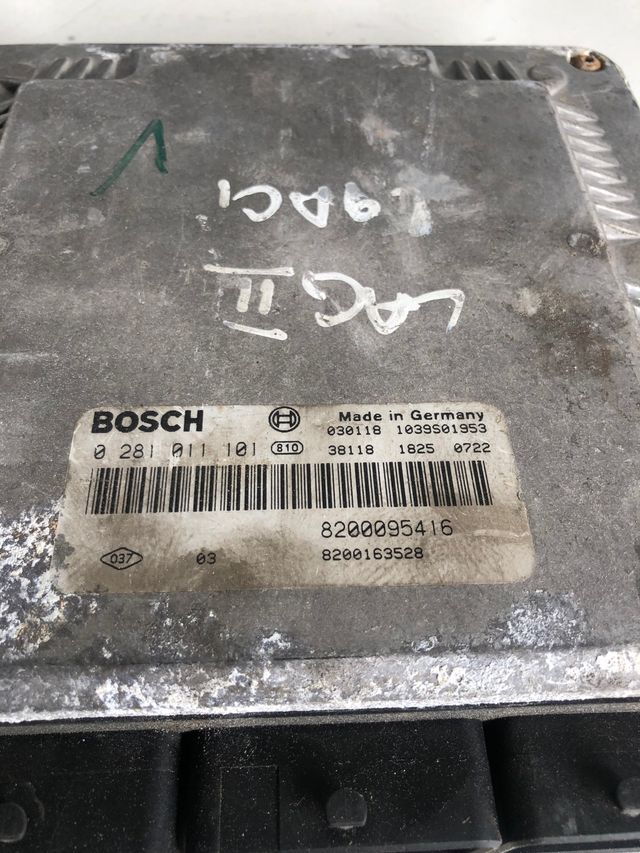 LAG II
BOSCH
Made in Germany
0 281 011 101 810
030118 1039S01953
38118 1825 0722
8200095416
037 03 8200163528